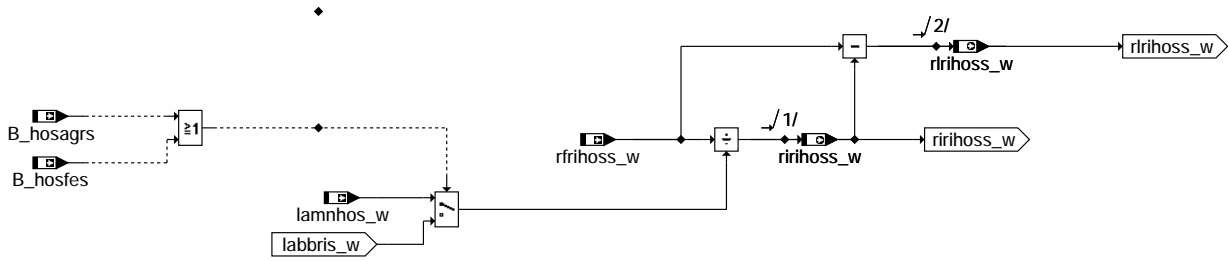 /2/
rlrihoss_w
rlrihoss_w
B_hosagrs
≥1
/1/
rfrihoss_w
ririhoss_w
ririhoss_w
B_hosfes
lamnhos_w
labbris_w